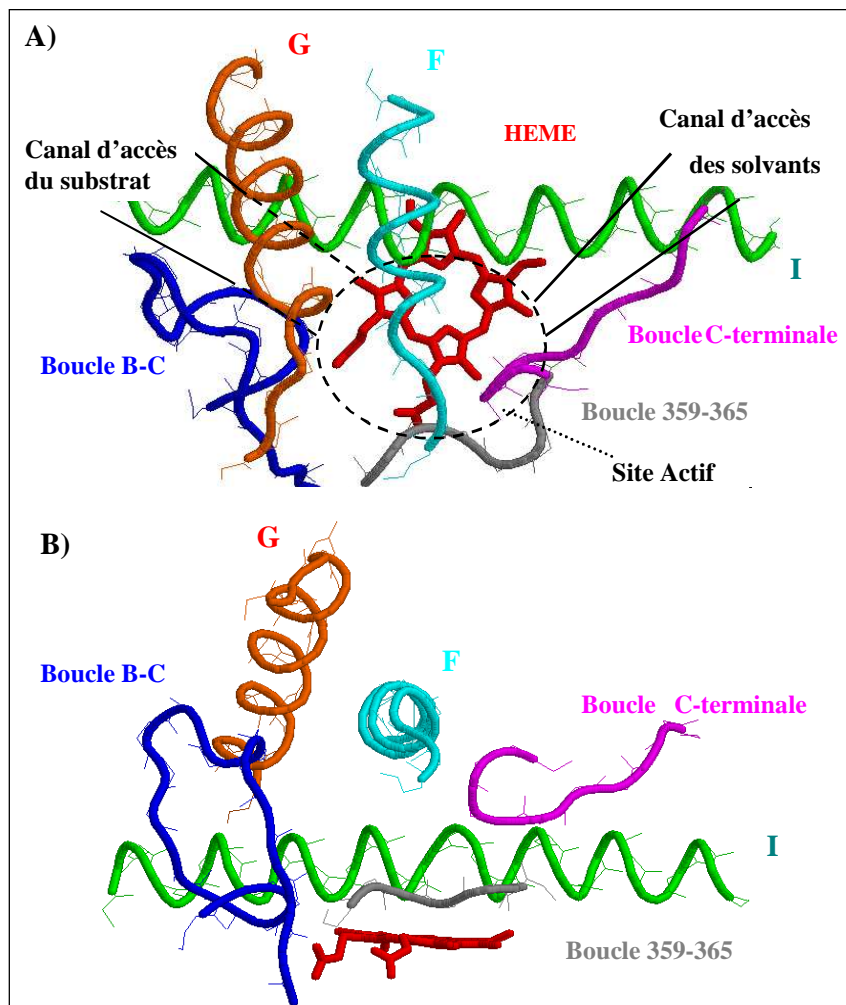 A)
G
F
HEME
Canal d'accès
des solvants
Canal d'accès
du substrat
I
Boucle B-C
Boucle C-terminale
Boucle 359-365
Site Actif
B)
G
Boucle B-C
F
Boucle C-terminale
I
Boucle 359-365